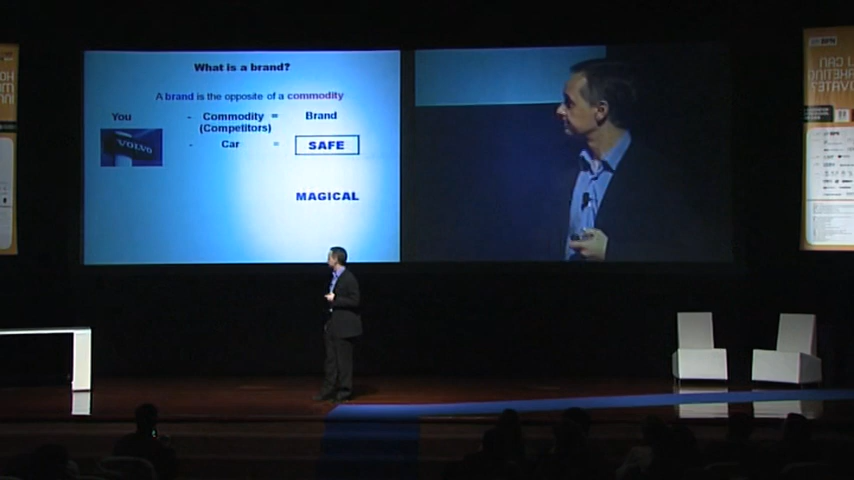 What is a brand?
A brand is the opposite of a commodity
You - Commodity = Brand
(Competitors)
VOLVO - Car = SAFE
MAGICAL